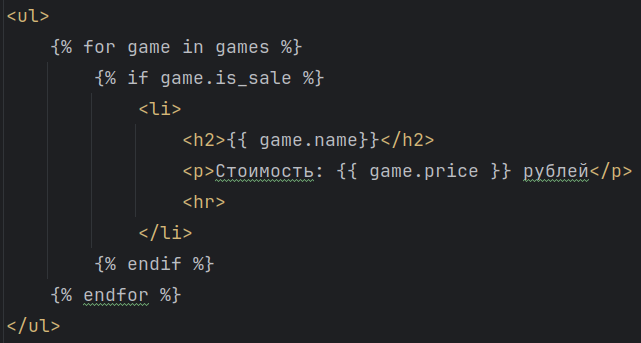 <ul>
{% for game in games %}
{% if game.is_sale %}
<li>
<h2>{{ game.name}}</h2>
<p>Стоимость: {{ game.price }} рублей</p>
<hr>
</li>
{% endif %}
{% endfor %}
</ul>